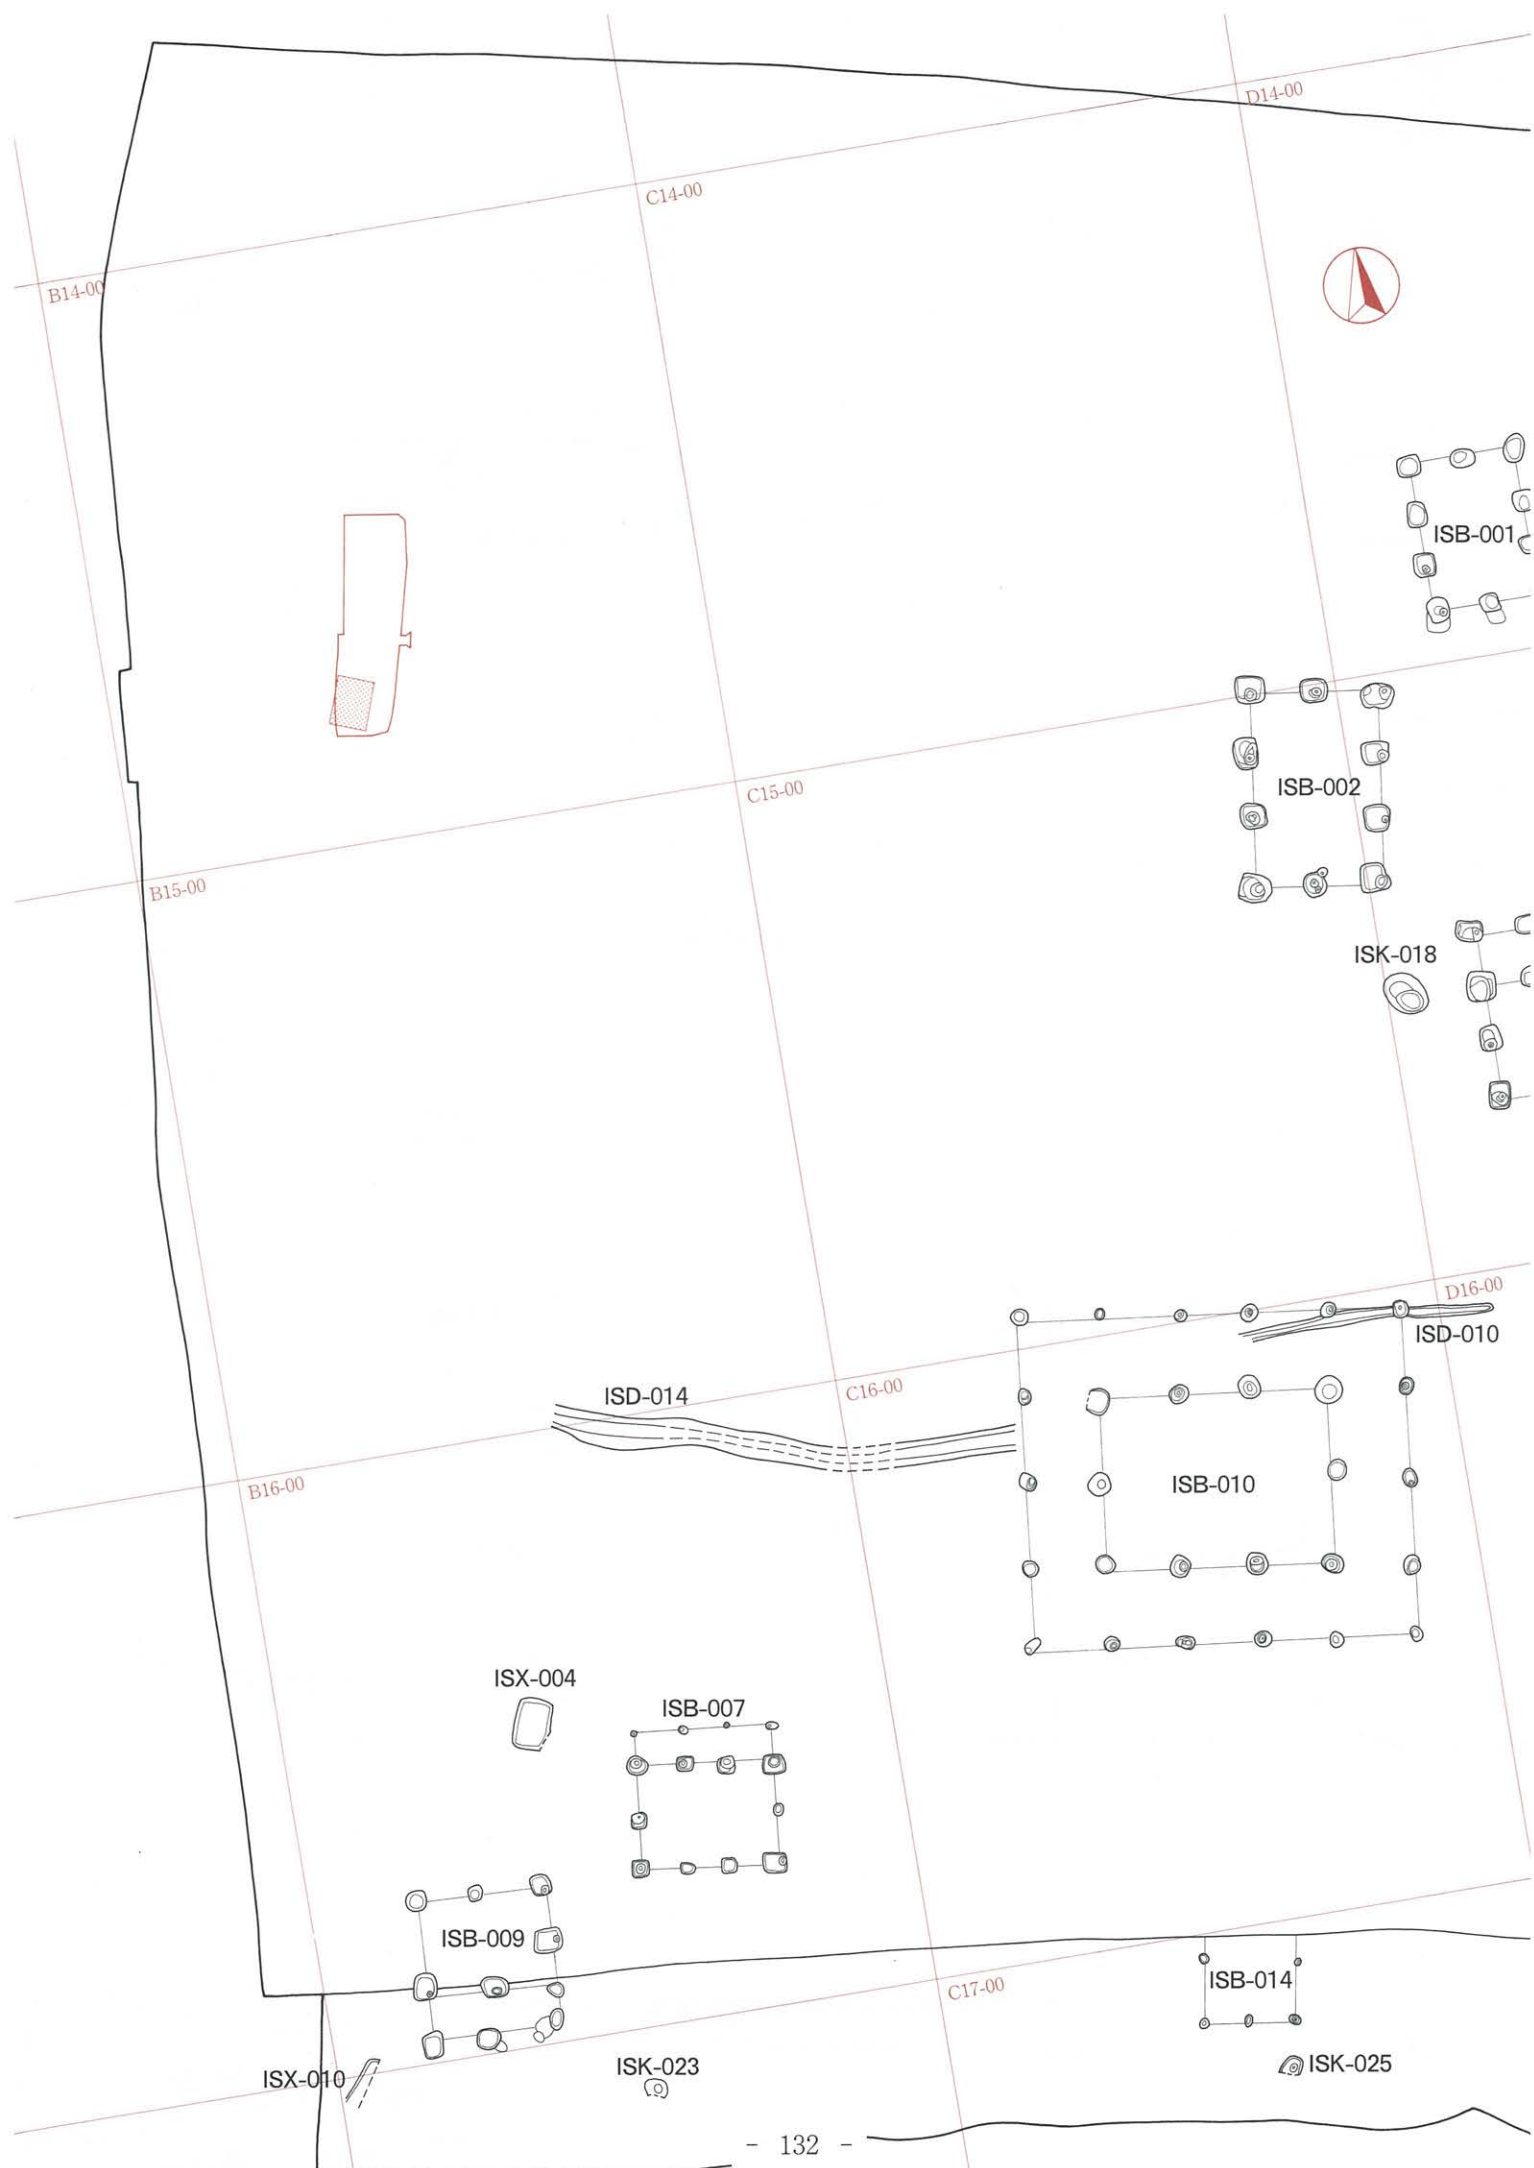 D14-00
C14-00
B14-00
ISB-001
ISB-002
C15-00
B15-00
ISK-018
D16-00
ISD-010
C16-00
ISD-014
ISB-010
B16-00
ISX-004
ISB-007
ISB-009
ISB-014
C17-00
ISK-025
ISK-023
ISX-010
- 132 -